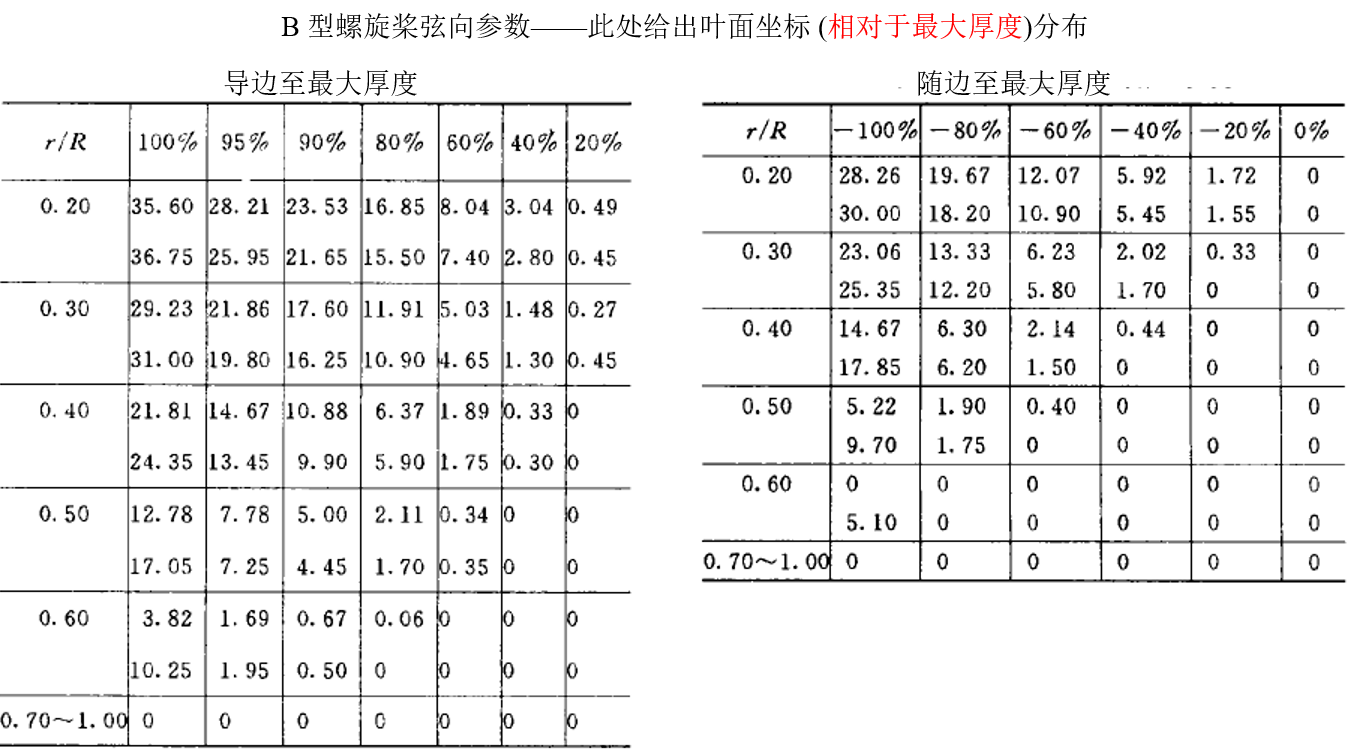 B 型螺旋桨弦向参数——此处给出叶面坐标 (相对于最大厚度)分布
导边至最大厚度
r/R 100% 95% 90% 80% 60% 40% 20%
0.20 35.60 28.21 23.53 16.85 8.04 3.04 0.49
36.75 25.95 21.65 15.50 7.40 2.80 0.45
0.30 29.23 21.86 17.60 11.91 5.03 1.48 0.27
31.00 19.80 16.25 10.90 4.65 1.30 0.45
0.40 21.81 14.67 10.88 6.37 1.89 0.33 0
24.35 13.45 9.90 5.90 1.75 0.30 0
0.50 12.78 7.78 5.00 2.11 0.34 0 0
17.05 7.25 4.45 1.70 0.35 0 0
0.60 3.82 1.69 0.67 0.06 0 0 0
10.25 1.95 0.50 0 0 0 0
0.70~1.00 0 0 0 0 0 0 0
随边至最大厚度
r/R -100% -80% -60% -40% -20% 0%
0.20 28.26 19.67 12.07 5.92 1.72 0
30.00 18.20 10.90 5.45 1.55 0
0.30 23.06 13.33 6.23 2.02 0.33 0
25.35 12.20 5.80 1.70 0 0
0.40 14.67 6.30 2.14 0.44 0 0
17.85 6.20 1.50 0 0 0
0.50 5.22 1.90 0.40 0 0 0
9.70 1.75 0 0 0 0
0.60 0 0 0 0 0 0
5.10 0 0 0 0 0
0.70~1.00 0 0 0 0 0 0